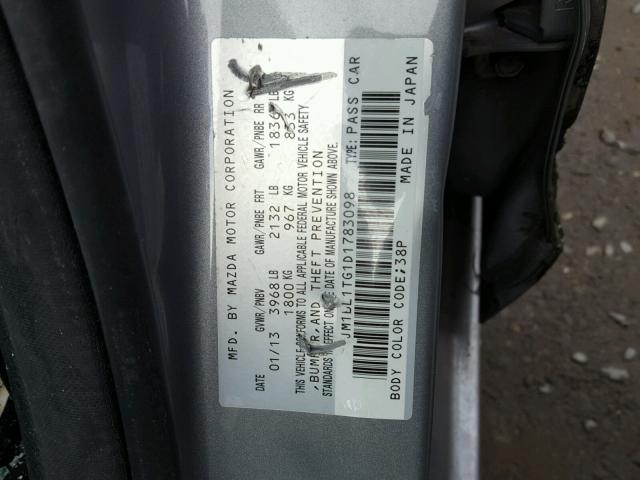 MFD. BY MAZDA MOTOR CORPORATION
DATE GVWR/PNBV GAWR/PNBE FRT GAWR/PNBE RR
01/13 3968 LB 2132 LB LB
1800 KG 967 KG 833 KG
THIS VEHICLE CONFORMS TO ALL APPLICABLE FEDERAL MOTOR VEHICLE SAFETY
, BUMPER, AND THEFT PREVENTION
STANDARDS IN EFFECT ON THE DATE OF MANUFACTURE SHOWN ABOVE.
TG1D1783098 TYPE: PASS CAR
BODY COLOR CODE;38P MADE IN JAPAN